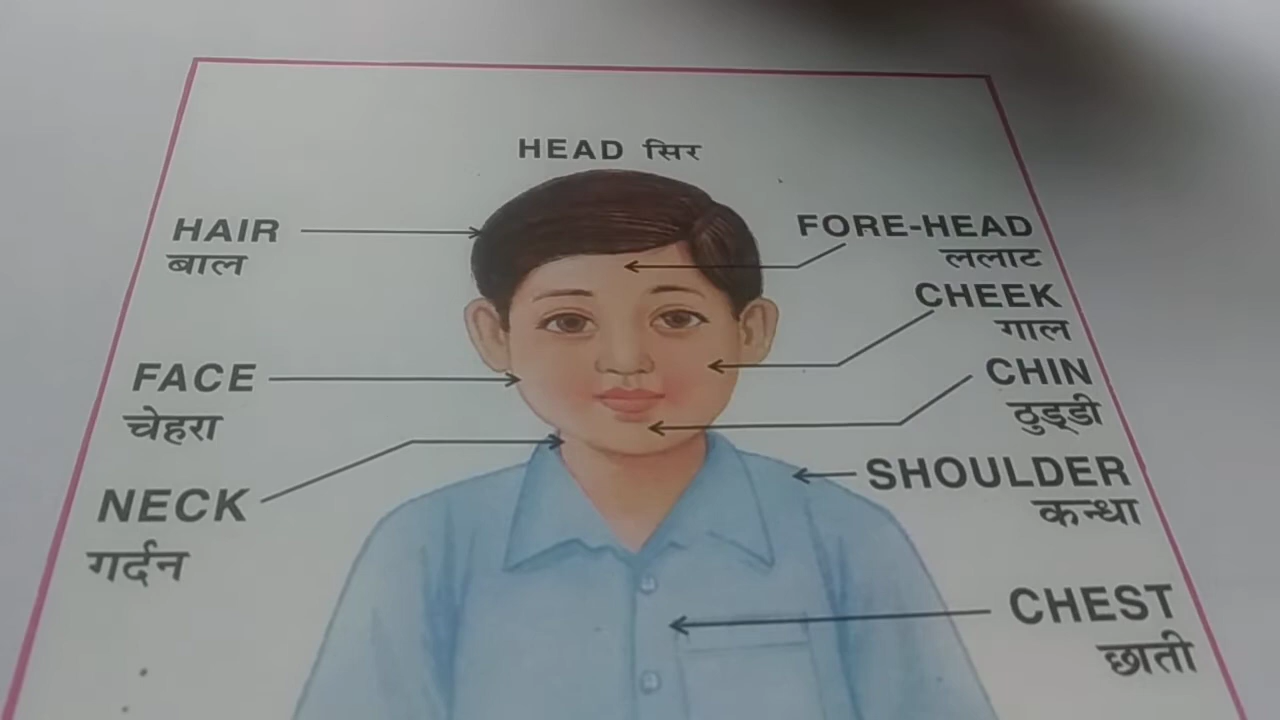 HEAD सिर
HAIR
बाल
FORE-HEAD
ललाट
CHEEK
गाल
FACE
चेहरा
CHIN
ठुड्डी
NECK
गर्दन
SHOULDER
कन्धा
CHEST
छाती